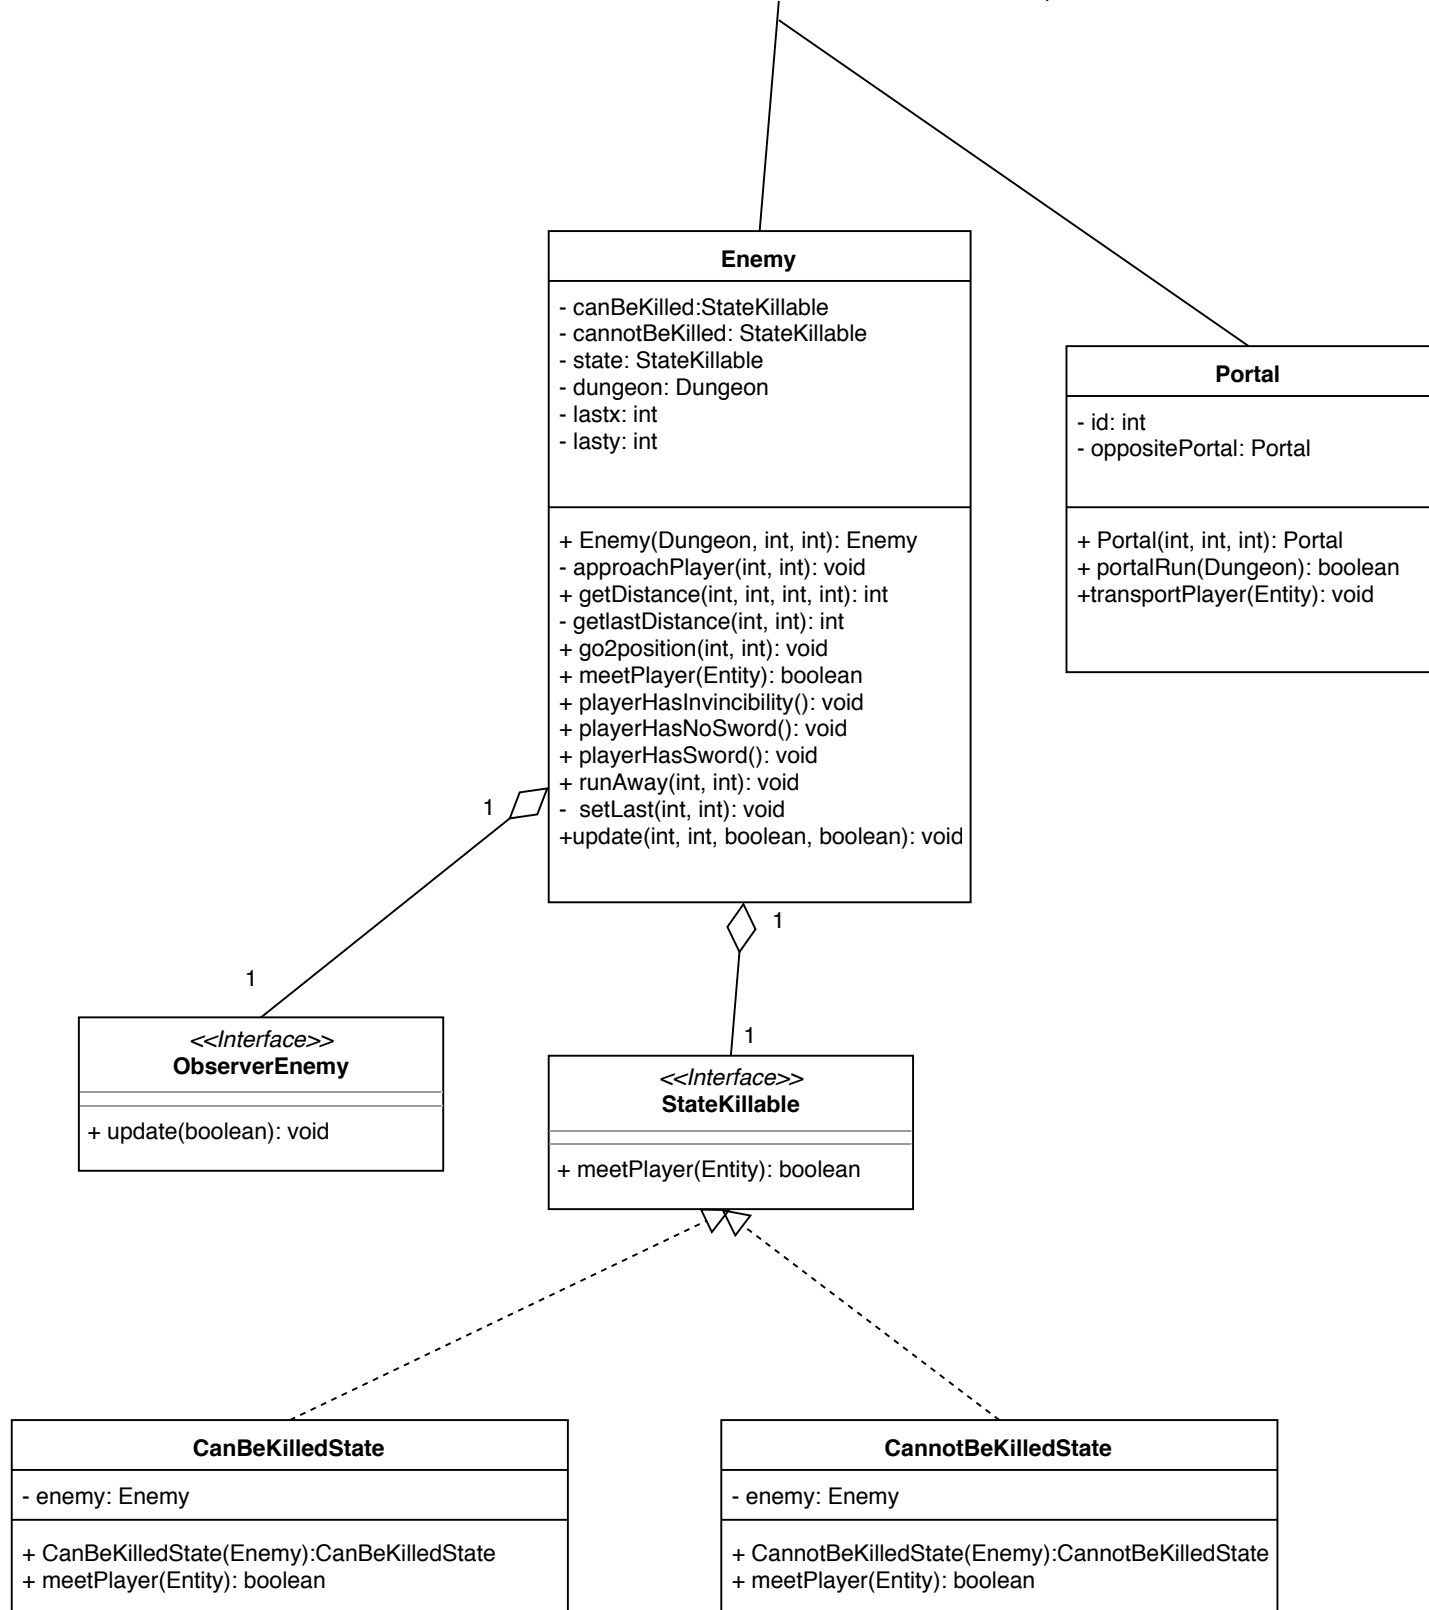 Enemy
- canBeKilled:StateKillable
- cannotBeKilled: StateKillable
- state: StateKillable
- dungeon: Dungeon
- lastx: int
- lasty: int
+ Enemy(Dungeon, int, int): Enemy
- approachPlayer(int, int): void
+ getDistance(int, int, int, int): int
- getlastDistance(int, int): int
+ go2position(int, int): void
+ meetPlayer(Entity): boolean
+ playerHasInvincibility(): void
+ playerHasNoSword(): void
+ playerHasSword(): void
+ runAway(int, int): void
-  setLast(int, int): void
+update(int, int, boolean, boolean): void
Portal
- id: int
- oppositePortal: Portal
+ Portal(int, int, int): Portal
+ portalRun(Dungeon): boolean
+transportPlayer(Entity): void
1
1
1
1
<<Interface>>
ObserverEnemy
+ update(boolean): void
<<Interface>>
StateKillable
+ meetPlayer(Entity): boolean
CanBeKilledState
- enemy: Enemy
+ CanBeKilledState(Enemy):CanBeKilledState
+ meetPlayer(Entity): boolean
CannotBeKilledState
- enemy: Enemy
+ CannotBeKilledState(Enemy):CannotBeKilledState
+ meetPlayer(Entity): boolean